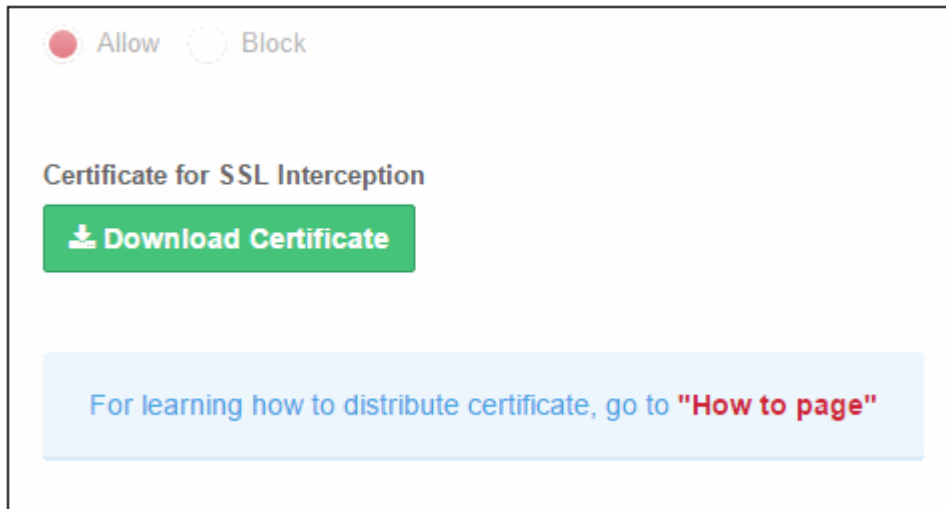 Allow Block
Certificate for SSL Interception
Download Certificate
For learning how to distribute certificate, go to "How to page"